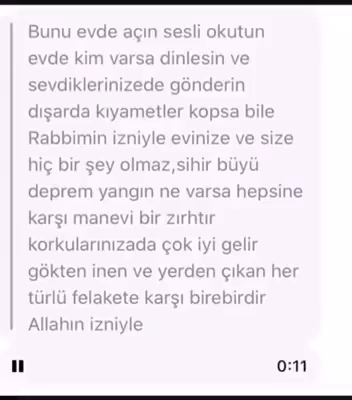 Bunu evde açın sesli okutun
evde kim varsa dinlesin ve
sevdiklerinizede gönderin
dışarda kıyametler kopsa bile
Rabbimin izniyle evinize ve size
hiç bir şey olmaz,sihir büyü
deprem yangın ne varsa hepsine
karşı manevi bir zırhtır
korkularınızada çok iyi gelir
gökten inen ve yerden çıkan her
türlü felakete karşı birebirdir
Allahın izniyle
0:11